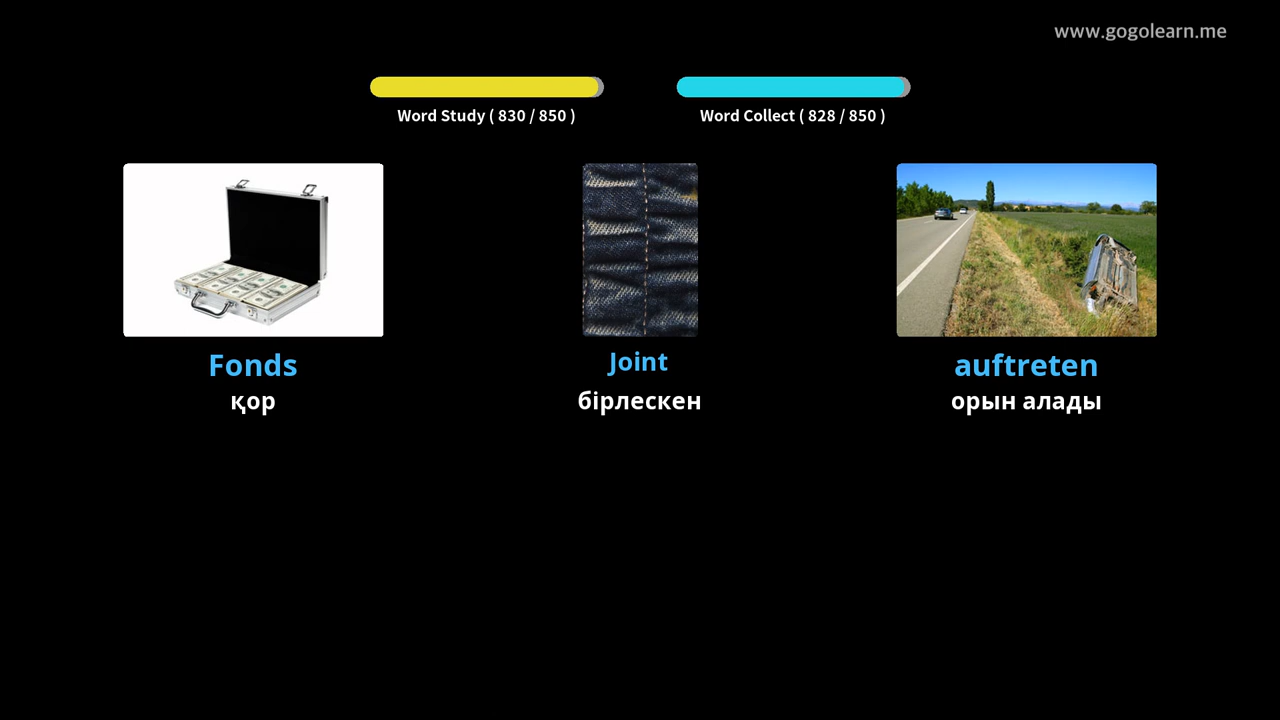 www.gogolearn.me
Word Study ( 830 / 850 )
Word Collect ( 828 / 850 )
Fonds
Joint
auftreten
қор
бірлескен
орын алады